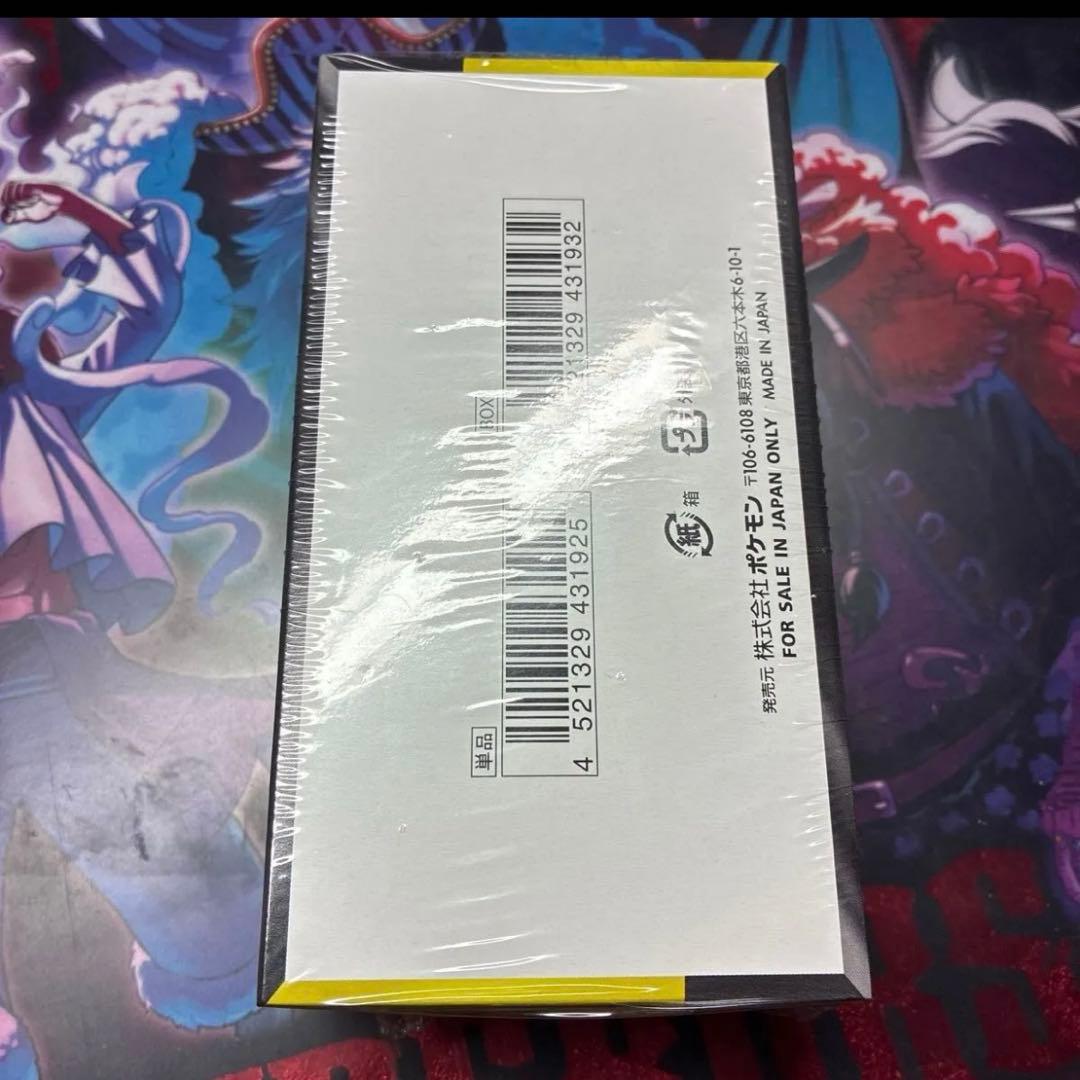 単品
4 521329 431925
BOX
1329 431932
紙
箱
プ
発売元 株式会社ポケモン 〒106-6108 東京都港区六本木6-10-1
FOR SALE IN JAPAN ONLY / MADE IN JAPAN